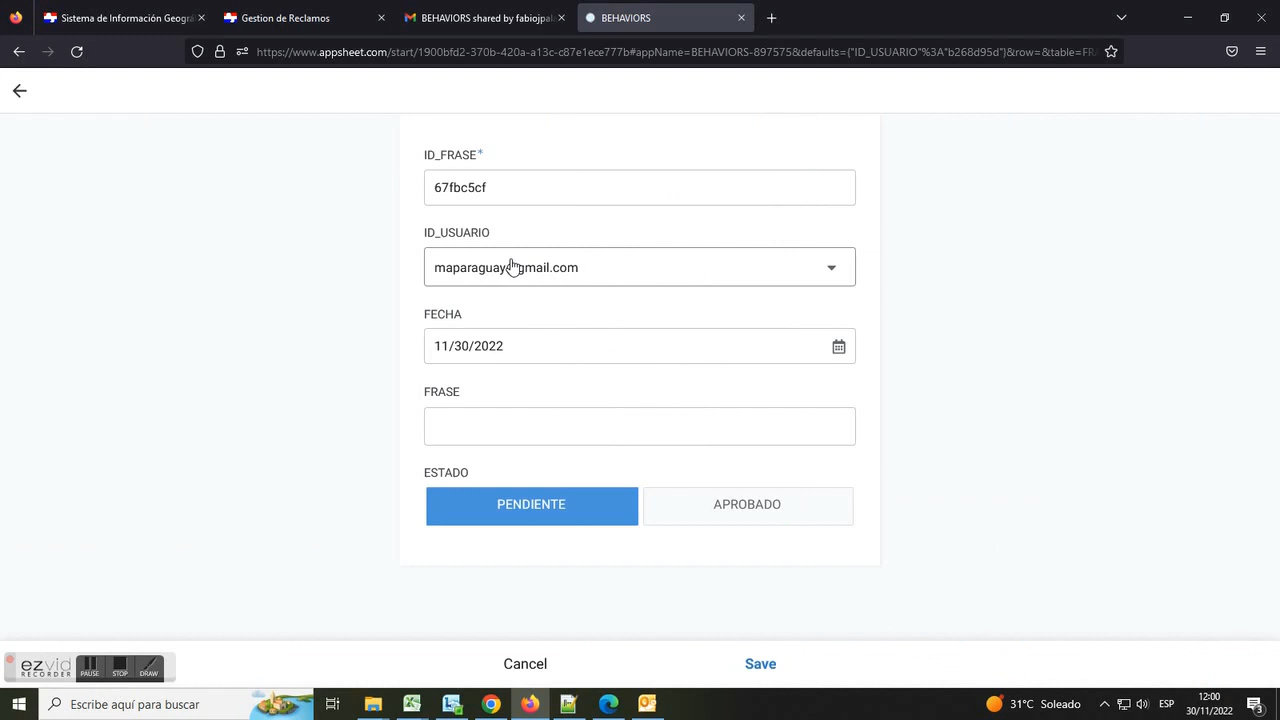 Sistema de Información Geográ
Gestion de Reclamos
BEHAVIORS shared by fabiojpal
BEHAVIORS
https://www.appsheet.com/start/1900bfd2-370b-420a-a13c-c87e1ece777b#appName=BEHAVIORS-897575&defaults={"ID_USUARIO"%3A"b268d95d"}&row=&table=FRA
ID_FRASE*
67fbc5cf
ID_USUARIO
maparaguay@gmail.com
FECHA
11/30/2022
FRASE
ESTADO
PENDIENTE
APROBADO
Cancel
Save
ezvid
RECORDER
PAUSE
STOP
DRAW
Escribe aquí para buscar
31°C Soleado
ESP
12:00
30/11/2022
3